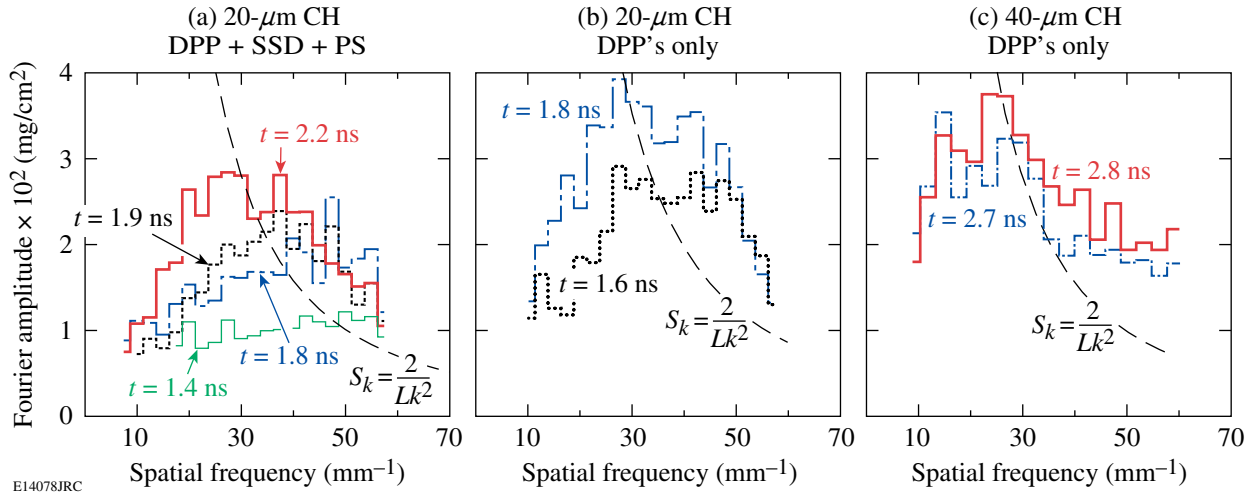 (a) 20-μm CH
DPP + SSD + PS
(b) 20-μm CH
DPP's only
(c) 40-μm CH
DPP's only
Fourier amplitude × 10² (mg/cm²)
4
3
2
1
0
t = 2.2 ns
t = 1.9 ns
t = 1.8 ns
t = 1.4 ns
S_k = 2/Lk²
10 30 50 70
Spatial frequency (mm⁻¹)
t = 1.8 ns
t = 1.6 ns
S_k = 2/Lk²
10 30 50 70
Spatial frequency (mm⁻¹)
t = 2.8 ns
t = 2.7 ns
S_k = 2/Lk²
10 30 50 70
Spatial frequency (mm⁻¹)
E14078JRC